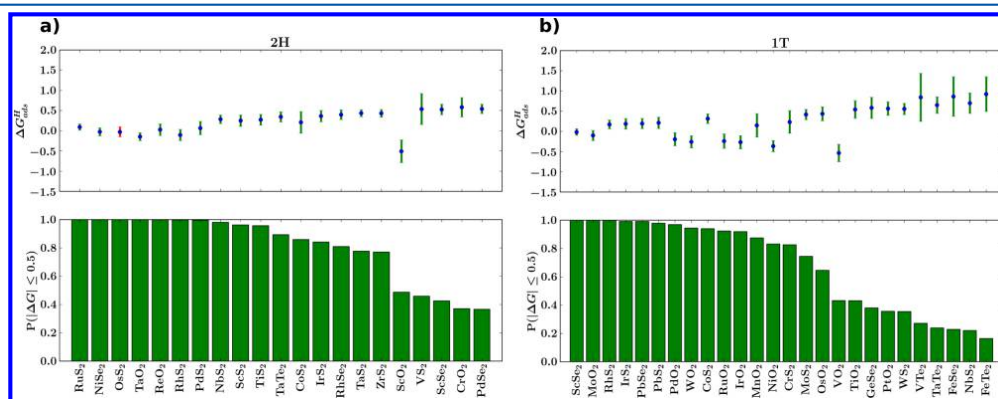 a)
2H
2.0
1.5
1.0
0.5
0.0
−0.5
−1.0
−1.5
ΔG^H_ads
1.0
0.8
0.6
0.4
0.2
0.0
P(|ΔG| ≤ 0.5)
RuS₂ NiSe₂ OsS₂ TaO₂ ReO₂ RhS₂ PdS₂ NbS₂ ScS₂ TiS₂ TaTe₂ CoS₂ IrS₂ RhSe₂ TaS₂ ZrS₂ ScO₂ VS₂ ScSe₂ CrO₂ PdSe₂
b)
1T
2.0
1.5
1.0
0.5
0.0
−0.5
−1.0
−1.5
ΔG^H_ads
1.0
0.8
0.6
0.4
0.2
0.0
P(|ΔG| ≤ 0.5)
ScSe₂ MoO₂ RhS₂ IrS₂ PbSe₂ PbS₂ PdO₂ WO₂ CoS₂ RuO₂ IrO₂ MnO₂ NiO₂ CrS₂ MoS₂ OsO₂ VO₂ TiO₂ GeSe₂ PtO₂ WS₂ VTe₂ TaTe₂ FeSe₂ NbS₂ FeTe₂